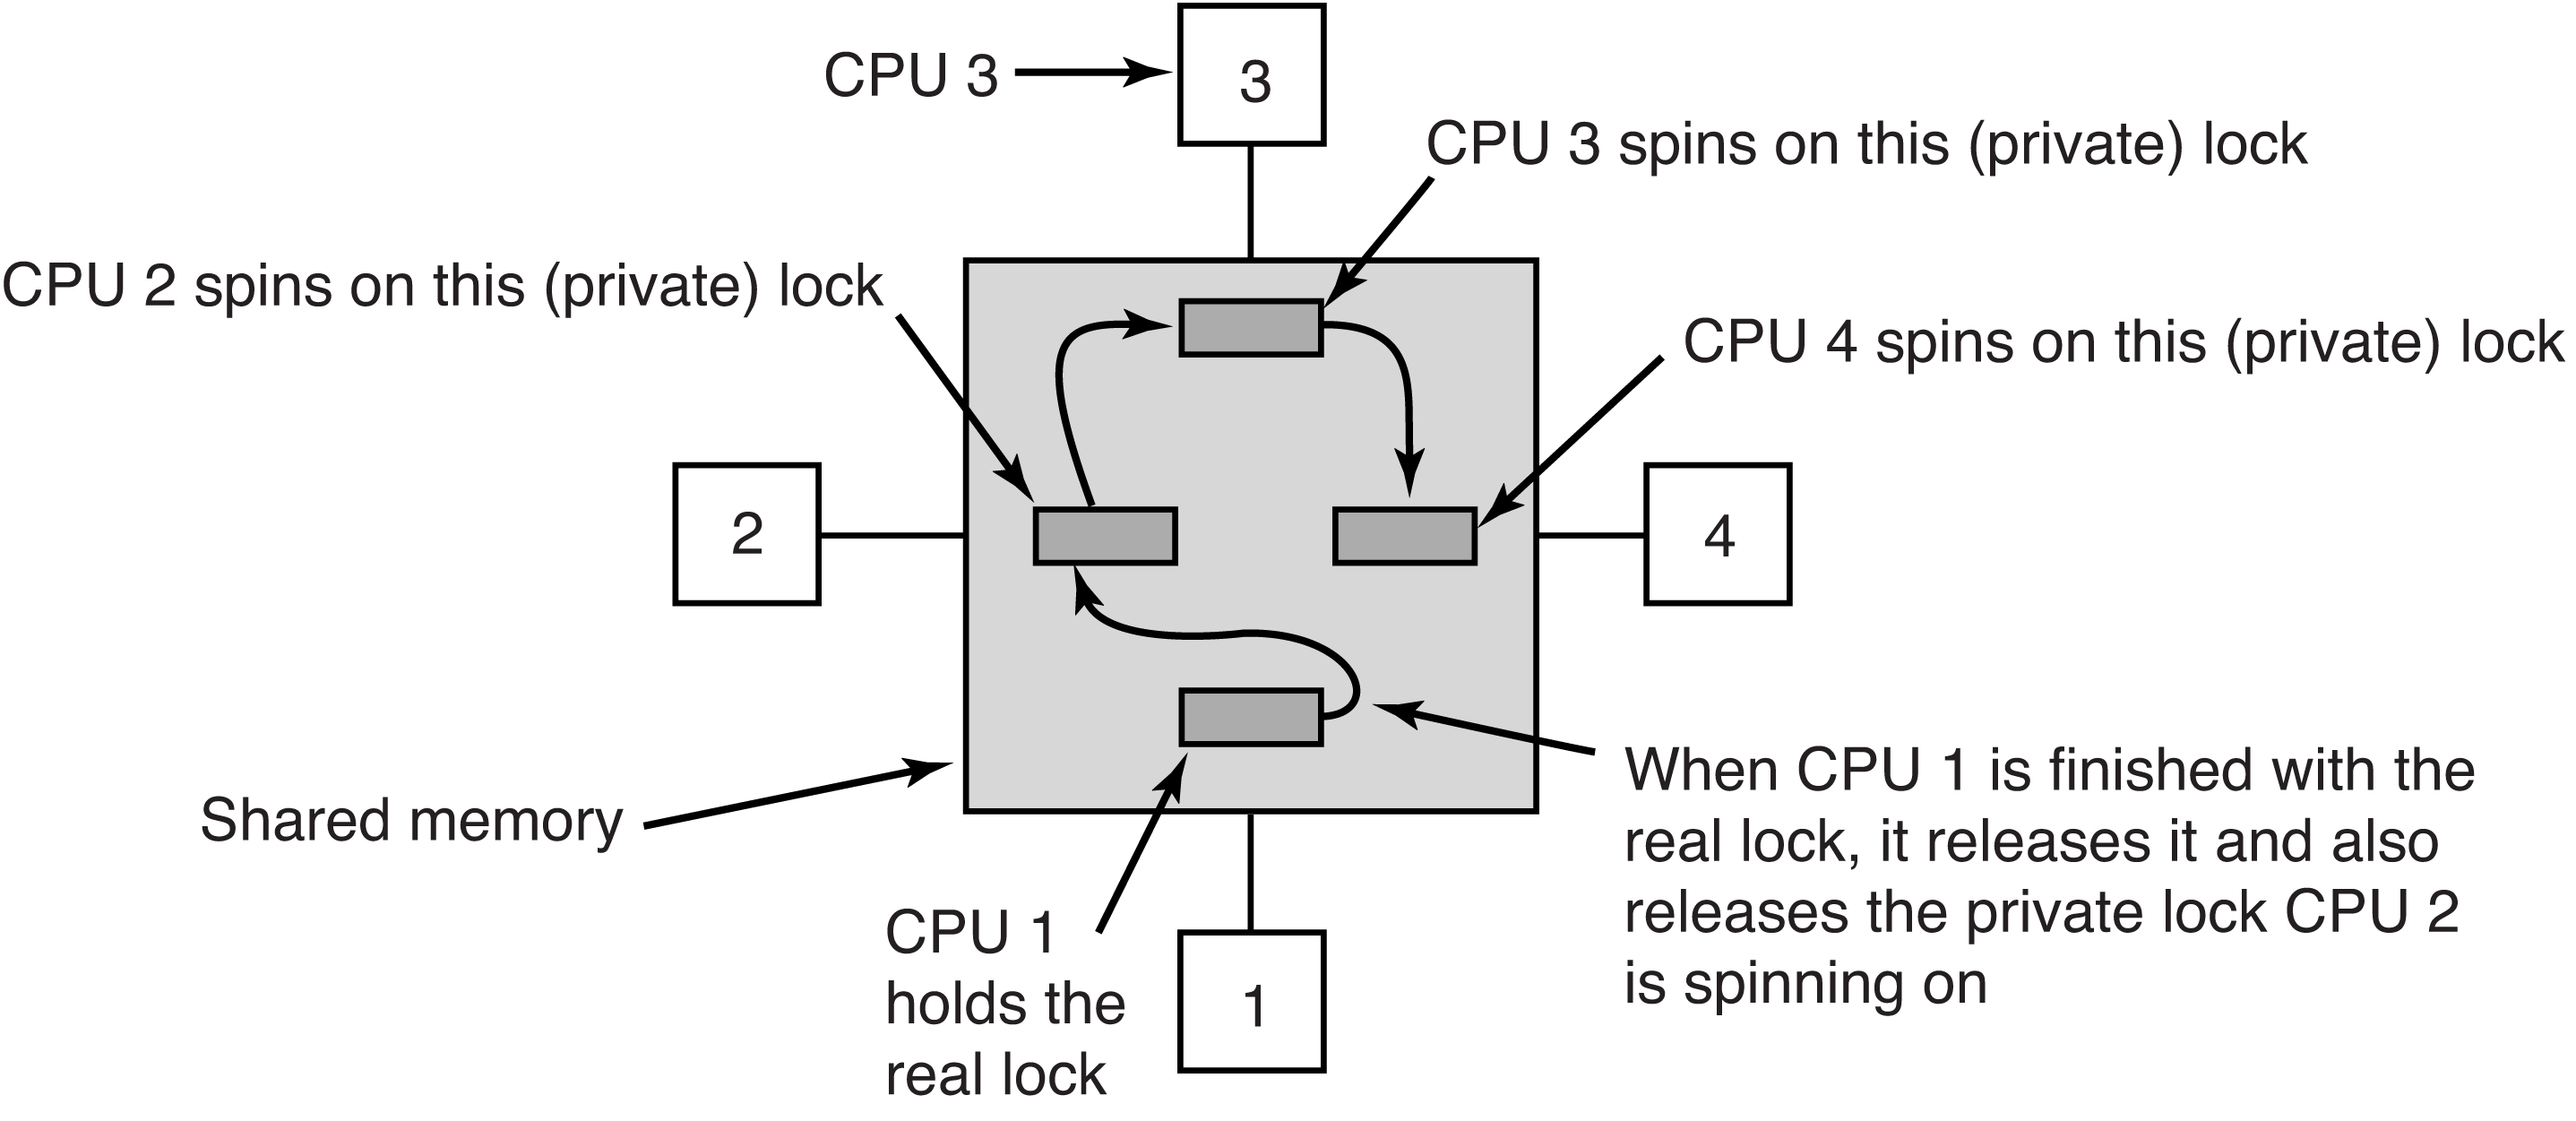 3
CPU 3
CPU 3 spins on this (private) lock
CPU 2 spins on this (private) lock
CPU 4 spins on this (private) lock
2
4
Shared memory
When CPU 1 is finished with the
real lock, it releases it and also
releases the private lock CPU 2
is spinning on
CPU 1
holds the
real lock
1